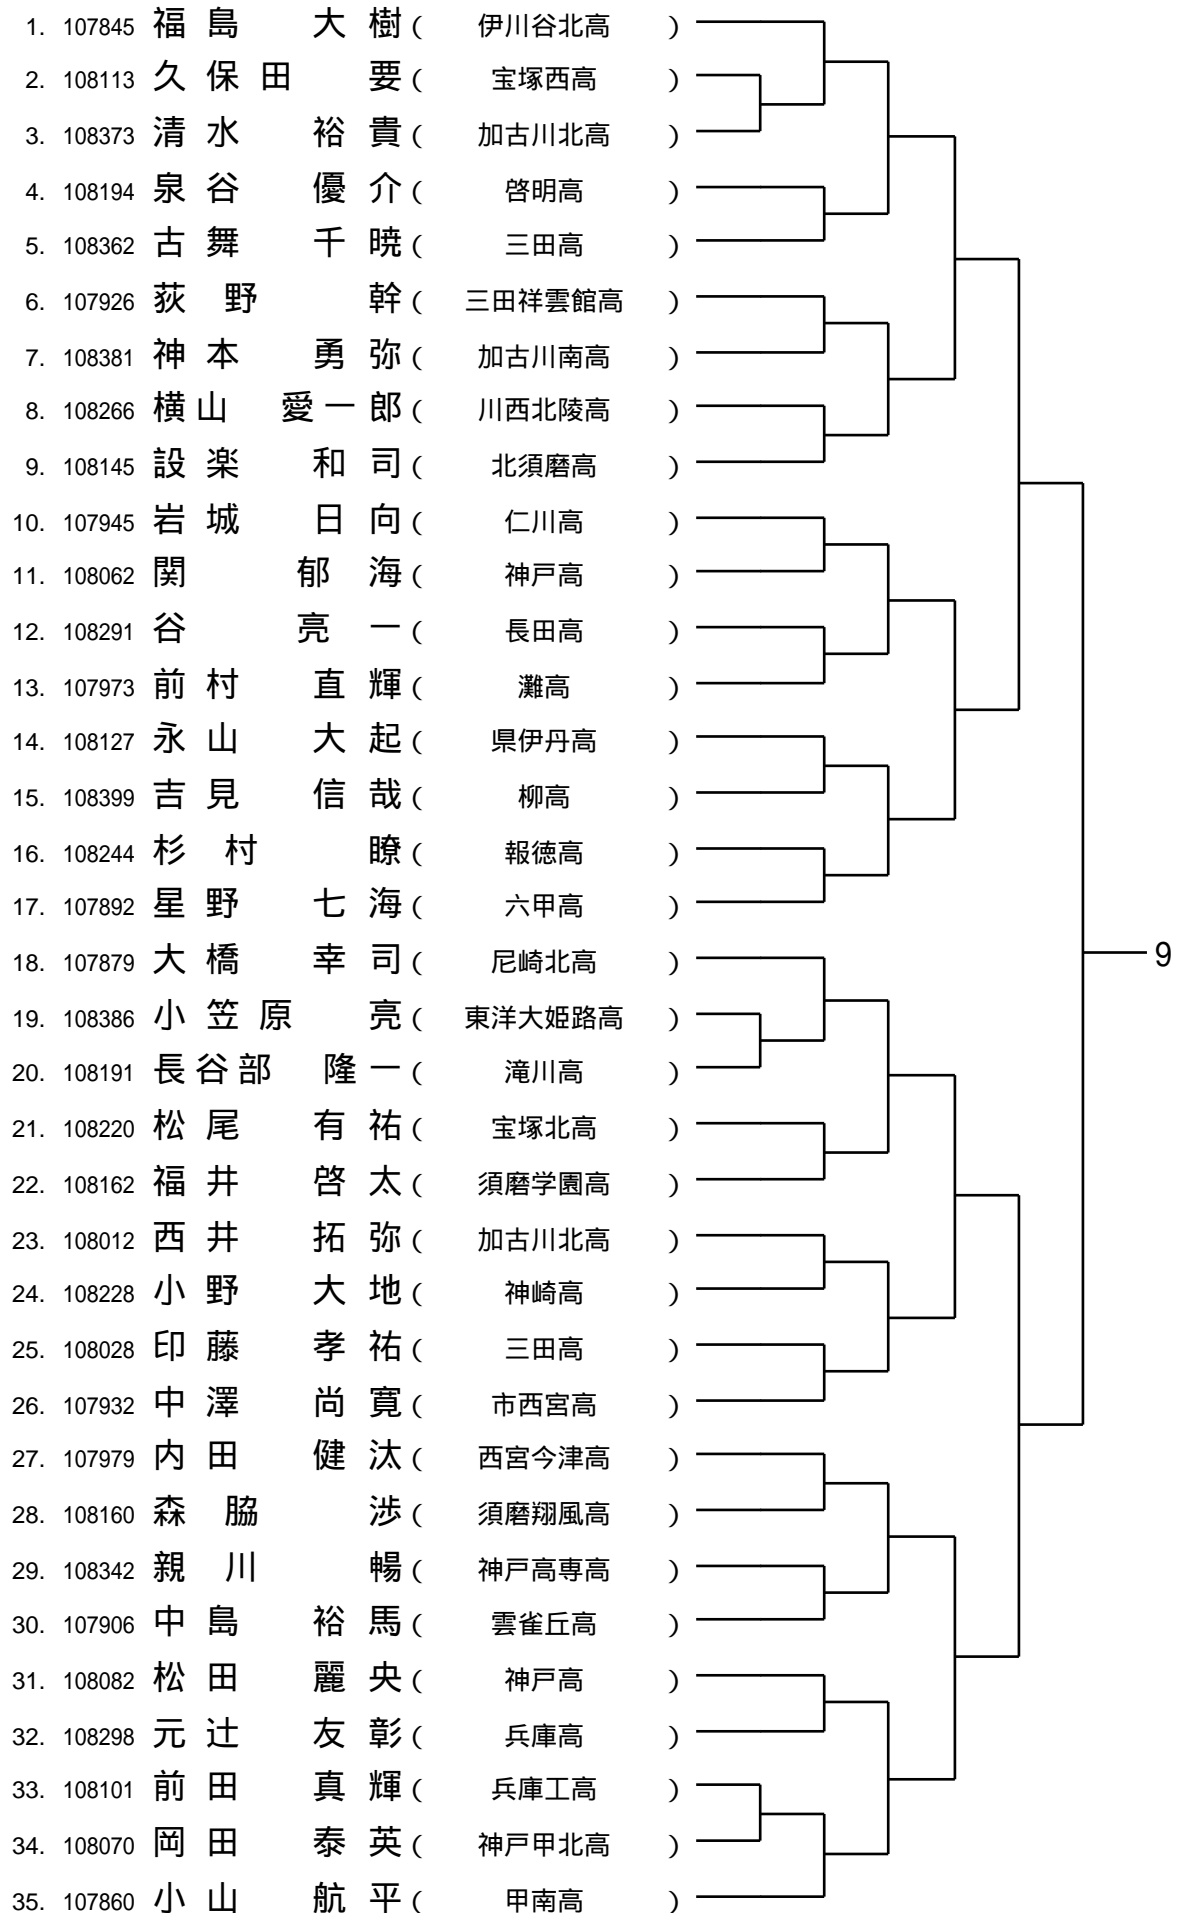 1. 107845 福島 大樹 ( 伊川谷北高 )
2. 108113 久保田 要 ( 宝塚西高 )
3. 108373 清水 裕貴 ( 加古川北高 )
4. 108194 泉谷 優介 ( 啓明高 )
5. 108362 古舞 千暁 ( 三田高 )
6. 107926 荻野 幹 ( 三田祥雲館高 )
7. 108381 神本 勇弥 ( 加古川南高 )
8. 108266 横山 愛一郎 ( 川西北陵高 )
9. 108145 設楽 和司 ( 北須磨高 )
10. 107945 岩城 日向 ( 仁川高 )
11. 108062 関 郁海 ( 神戸高 )
12. 108291 谷 亮一 ( 長田高 )
13. 107973 前村 直輝 ( 灘高 )
14. 108127 永山 大起 ( 県伊丹高 )
15. 108399 吉見 信哉 ( 柳高 )
16. 108244 杉村 瞭 ( 報徳高 )
17. 107892 星野 七海 ( 六甲高 )
18. 107879 大橋 幸司 ( 尼崎北高 )
9
19. 108386 小笠原 亮 ( 東洋大姫路高 )
20. 108191 長谷部 隆一 ( 滝川高 )
21. 108220 松尾 有祐 ( 宝塚北高 )
22. 108162 福井 啓太 ( 須磨学園高 )
23. 108012 西井 拓弥 ( 加古川北高 )
24. 108228 小野 大地 ( 神崎高 )
25. 108028 印藤 孝祐 ( 三田高 )
26. 107932 中澤 尚寛 ( 市西宮高 )
27. 107979 内田 健汰 ( 西宮今津高 )
28. 108160 森脇 渉 ( 須磨翔風高 )
29. 108342 親川 暢 ( 神戸高専高 )
30. 107906 中島 裕馬 ( 雲雀丘高 )
31. 108082 松田 麗央 ( 神戸高 )
32. 108298 元辻 友彰 ( 兵庫高 )
33. 108101 前田 真輝 ( 兵庫工高 )
34. 108070 岡田 泰英 ( 神戸甲北高 )
35. 107860 小山 航平 ( 甲南高 )